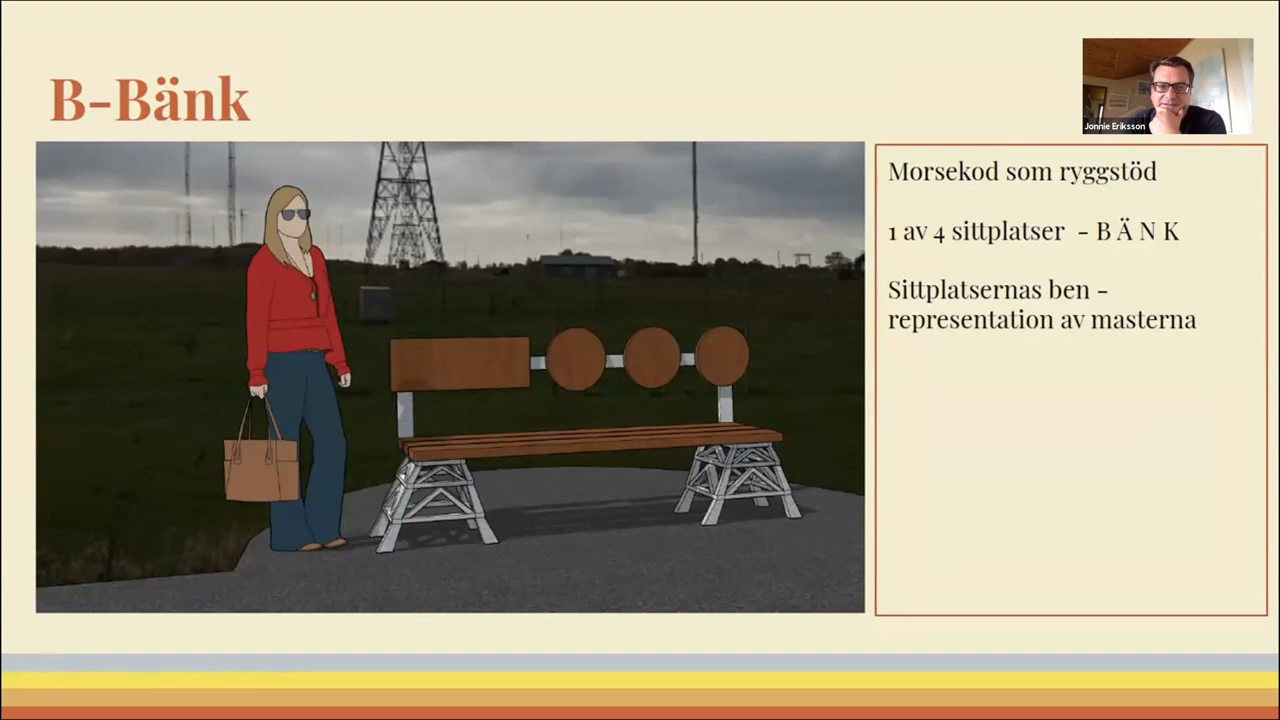 B-Bänk
Jonnie Eriksson
Morsekod som ryggstöd
1 av 4 sittplatser - B Ä N K
Sittplatsernas ben -
representation av masterna